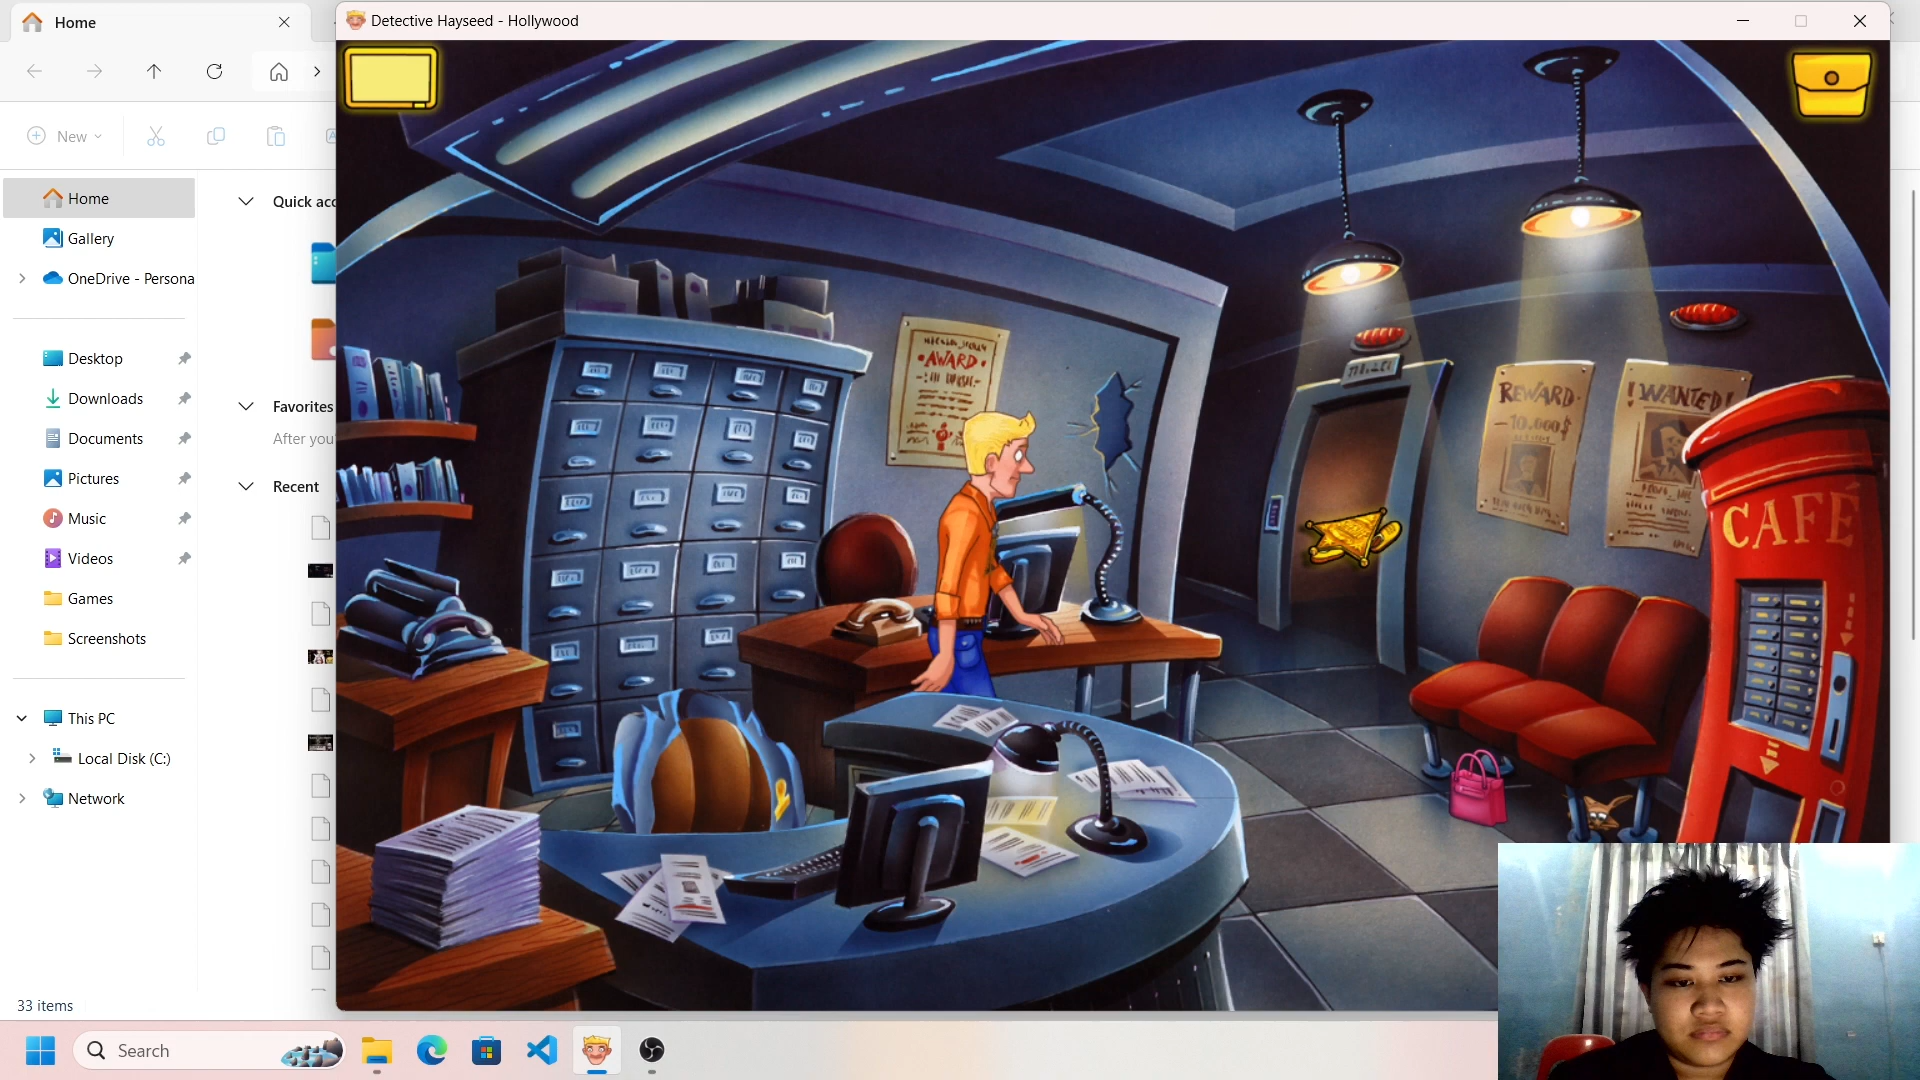 Home
Detective Hayseed - Hollywood
New
Home
Quick acc
Gallery
OneDrive - Persona
Desktop
Downloads
Favorites
Documents
After you
Pictures
Recent
Music
Videos
Games
Screenshots
This PC
Local Disk (C:)
Network
33 items
Search
AWARD
REWARD
10.000$
! WANTED!
CAFÉ